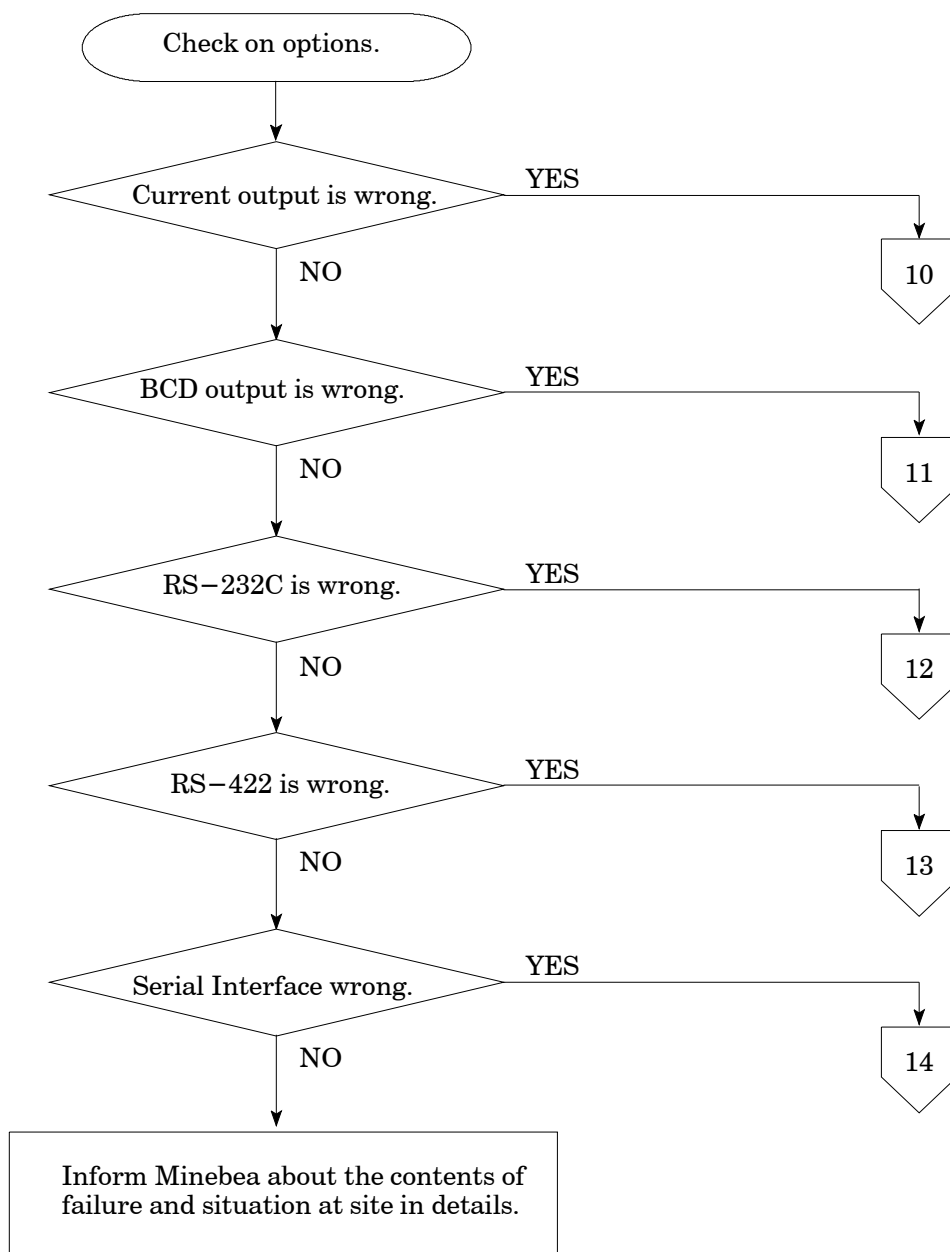 Check on options.
Current output is wrong.
YES
10
NO
BCD output is wrong.
YES
11
NO
RS−232C is wrong.
YES
12
NO
RS−422 is wrong.
YES
13
NO
Serial Interface wrong.
YES
14
NO
Inform Minebea about the contents of
failure and situation at site in details.